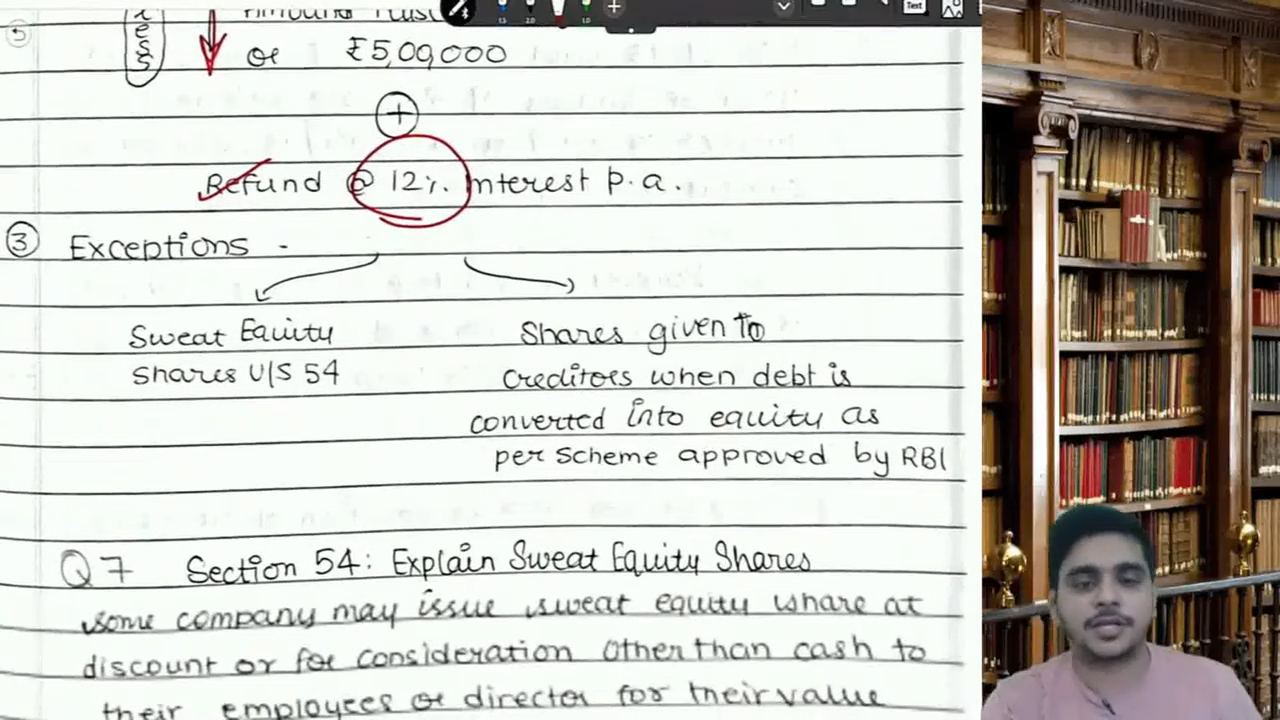 Text
or ₹5,00,000
+
Refund @ 12%. Interest p.a.
③ Exceptions -
Sweat Equity
shares U/S 54
Shares given to
creditors when debt is
converted into equity as
per scheme approved by RBI
Q7 Section 54: Explain Sweat Equity Shares
some company may issue sweat equity share at
discount or for consideration other than cash to
their employees or director for their value